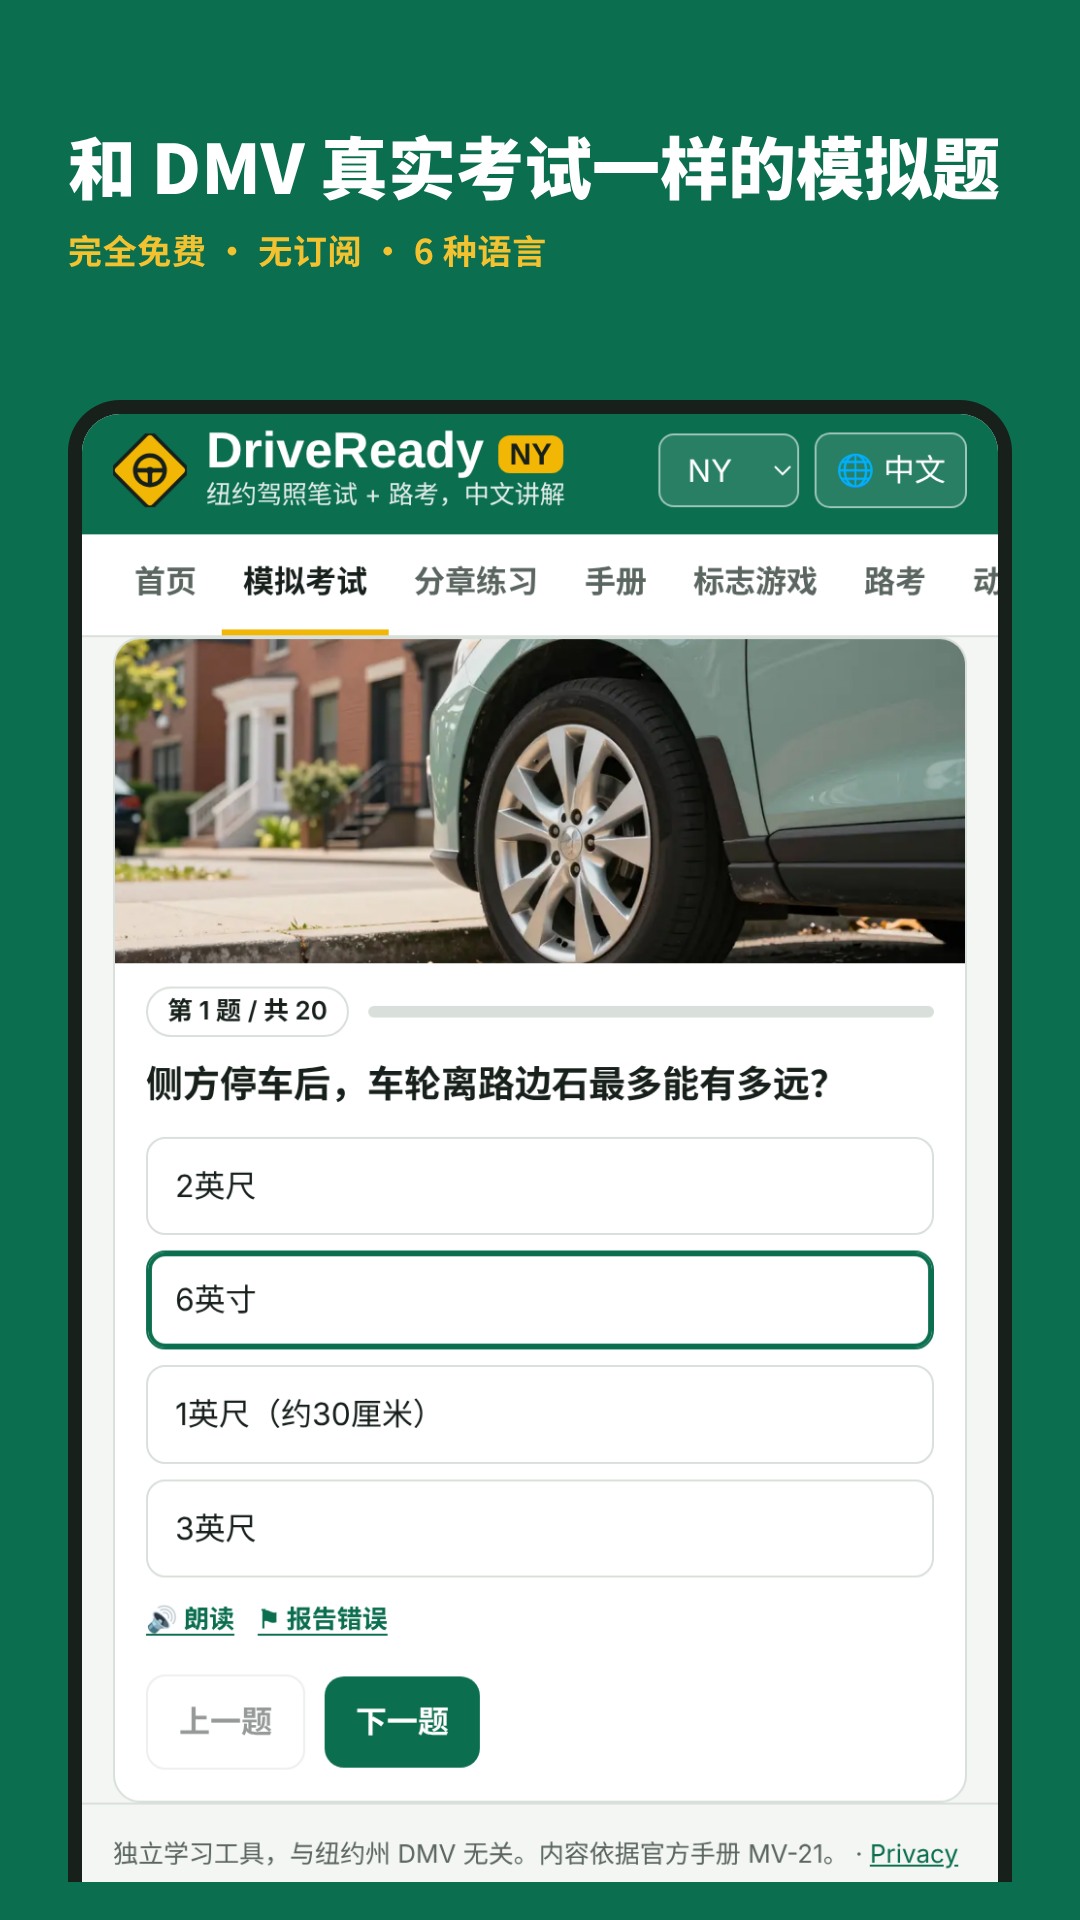 和 DMV 真实考试一样的模拟题
完全免费 · 无订阅 · 6 种语言
DriveReady NY
纽约驾照笔试 + 路考，中文讲解
NY
中文
首页 模拟考试 分章练习 手册 标志游戏 路考 动
第 1 题 / 共 20
侧方停车后，车轮离路边石最多能有多远？
2英尺
6英寸
1英尺（约30厘米）
3英尺
朗读 报告错误
上一题 下一题
独立学习工具，与纽约州 DMV 无关。内容依据官方手册 MV-21。 · Privacy